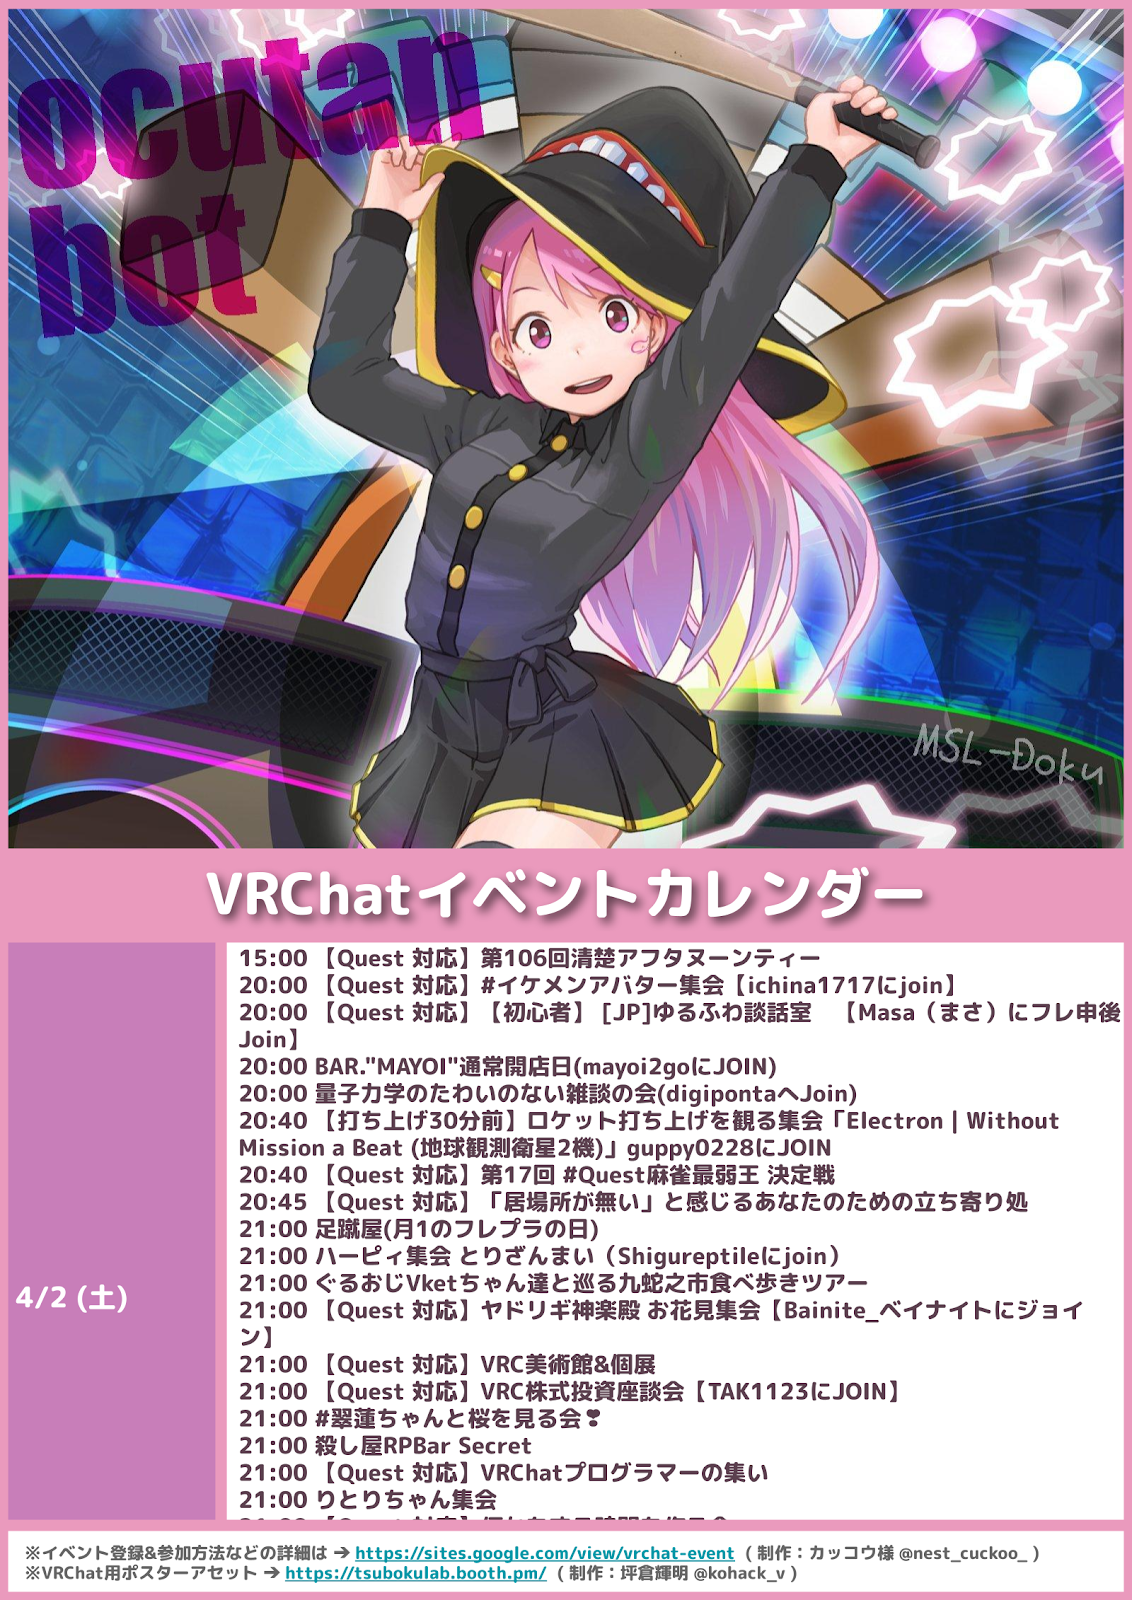 ocutan
bot
MSL-Doku
VRChatイベントカレンダー
4/2 (土)
15:00 【Quest 対応】第106回清楚アフタヌーンティー
20:00 【Quest 対応】#イケメンアバター集会【ichina1717にjoin】
20:00 【Quest 対応】【初心者】 [JP]ゆるふわ談話室　【Masa（まさ）にフレ申後
Join】
20:00 BAR."MAYOI"通常開店日(mayoi2goにJOIN)
20:00 量子力学のたわいのない雑談の会(digipontaへJoin)
20:40 【打ち上げ30分前】ロケット打ち上げを観る集会「Electron | Without
Mission a Beat (地球観測衛星2機)」guppy0228にJOIN
20:40 【Quest 対応】第17回 #Quest麻雀最弱王 決定戦
20:45 【Quest 対応】「居場所が無い」と感じるあなたのための立ち寄り処
21:00 足蹴屋(月1のフレプラの日)
21:00 ハーピィ集会 とりざんまい（Shigureptileにjoin）
21:00 ぐるおじVketちゃん達と巡る九蛇之市食べ歩きツアー
21:00 【Quest 対応】ヤドリギ神楽殿 お花見集会【Bainite_ベイナイトにジョイ
ン】
21:00 【Quest 対応】VRC美術館&個展
21:00 【Quest 対応】VRC株式投資座談会【TAK1123にJOIN】
21:00 #翠蓮ちゃんと桜を見る会❣
21:00 殺し屋RPBar Secret
21:00 【Quest 対応】VRChatプログラマーの集い
21:00 りとりちゃん集会
※イベント登録&参加方法などの詳細は ➔ https://sites.google.com/view/vrchat-event ( 制作：カッコウ様 @nest_cuckoo_ )
※VRChat用ポスターアセット ➔ https://tsubokulab.booth.pm/ ( 制作：坪倉輝明 @kohack_v )